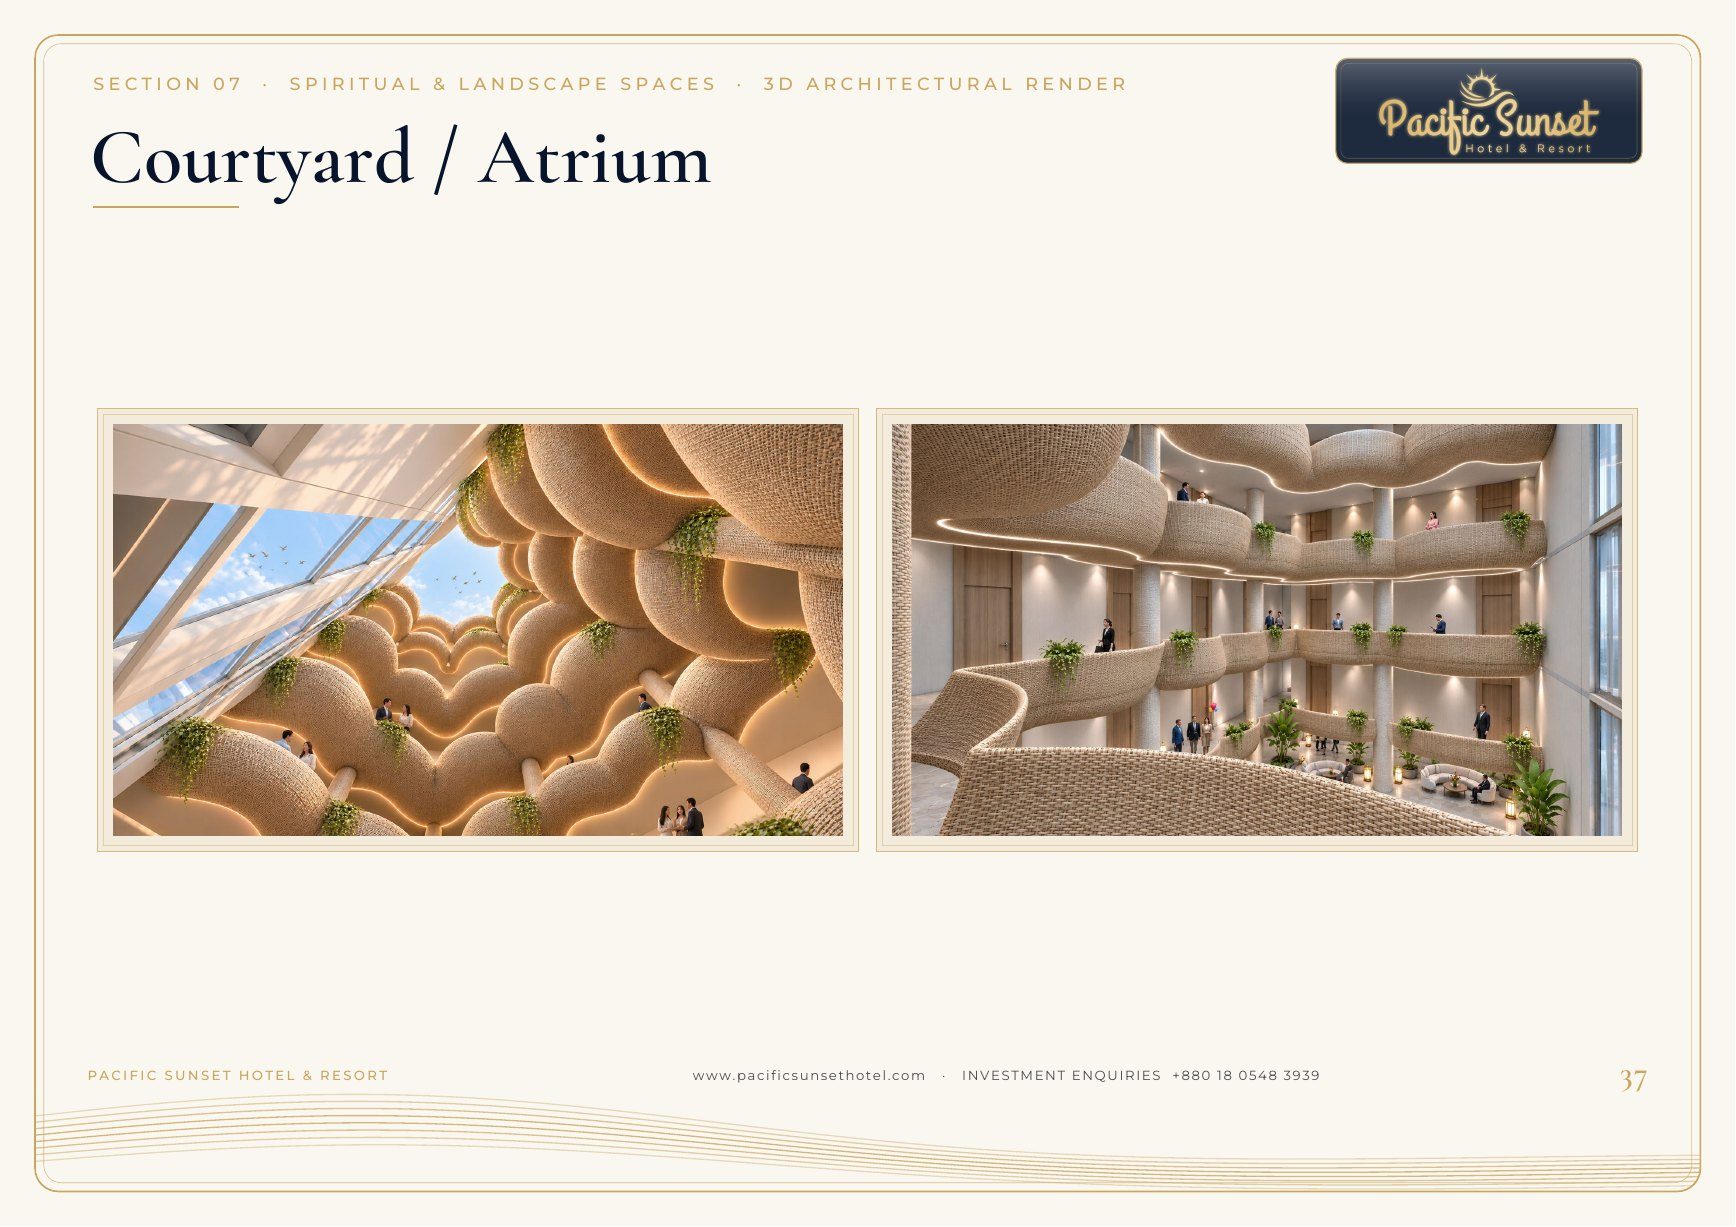 SECTION 07 · SPIRITUAL & LANDSCAPE SPACES · 3D ARCHITECTURAL RENDER
Courtyard / Atrium
Pacific Sunset
Hotel & Resort
PACIFIC SUNSET HOTEL & RESORT
www.pacificsunsethotel.com · INVESTMENT ENQUIRIES +880 18 0548 3939
37